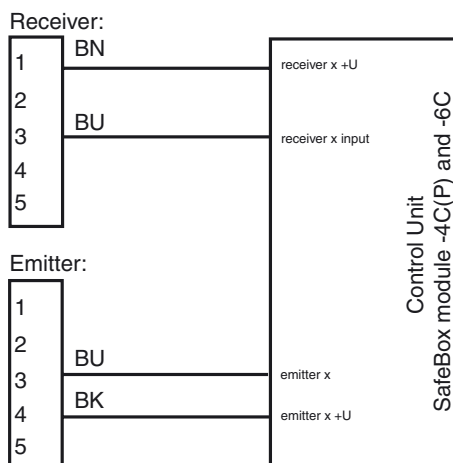 Receiver:
BN
1
receiver x +U
2
BU
3
receiver x input
4
5
Control Unit
SafeBox module -4C(P) and -6C
Emitter:
1
2
BU
3
emitter x
BK
4
emitter x +U
5